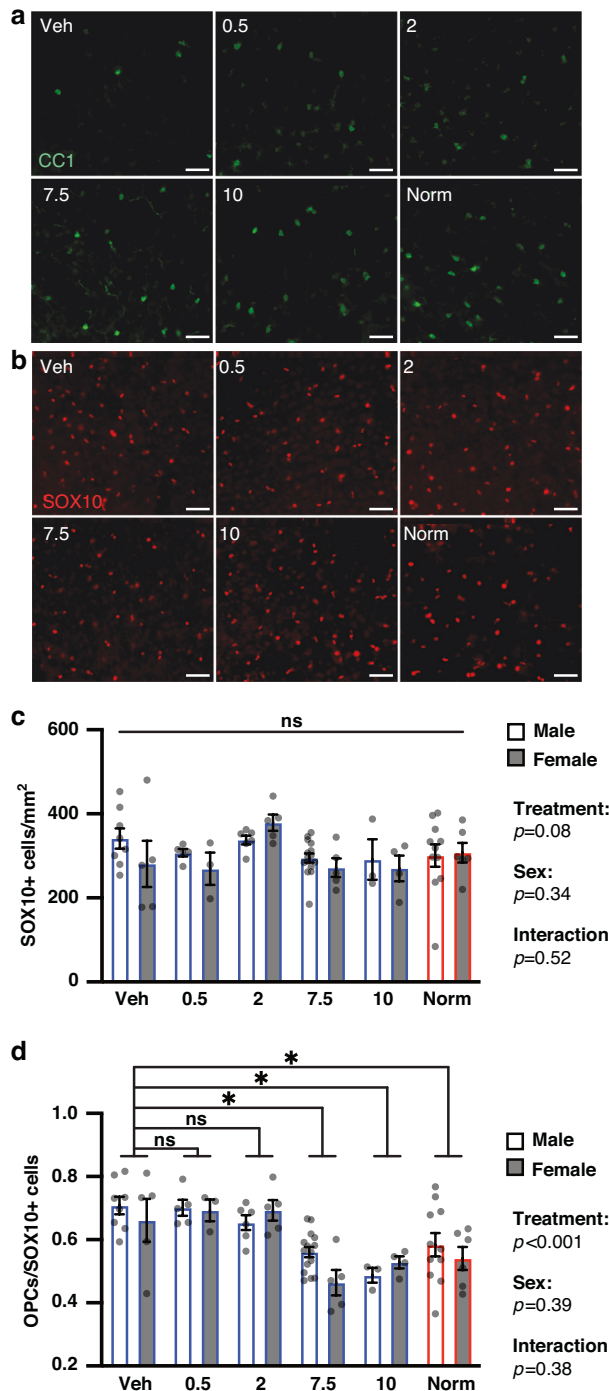 a
Veh
0.5
2
CC1
7.5
10
Norm
b
Veh
0.5
2
SOX10
7.5
10
Norm
c
ns
600
400
200
0
SOX10+ cells/mm²
Veh 0.5 2 7.5 10 Norm
Male
Female
Treatment:
p=0.08
Sex:
p=0.34
Interaction
p=0.52
d
*
*
*
ns
ns
1.0
0.8
0.6
0.4
0.2
OPCs/SOX10+ cells
Veh 0.5 2 7.5 10 Norm
Male
Female
Treatment:
p<0.001
Sex:
p=0.39
Interaction
p=0.38